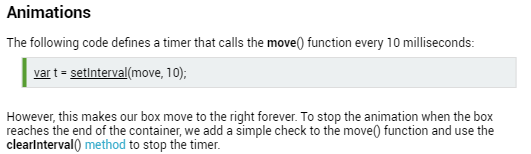 Animations
The following code defines a timer that calls the move() function every 10 milliseconds:
var t = setInterval(move, 10);
However, this makes our box move to the right forever. To stop the animation when the box
reaches the end of the container, we add a simple check to the move() function and use the
clearInterval() method to stop the timer.